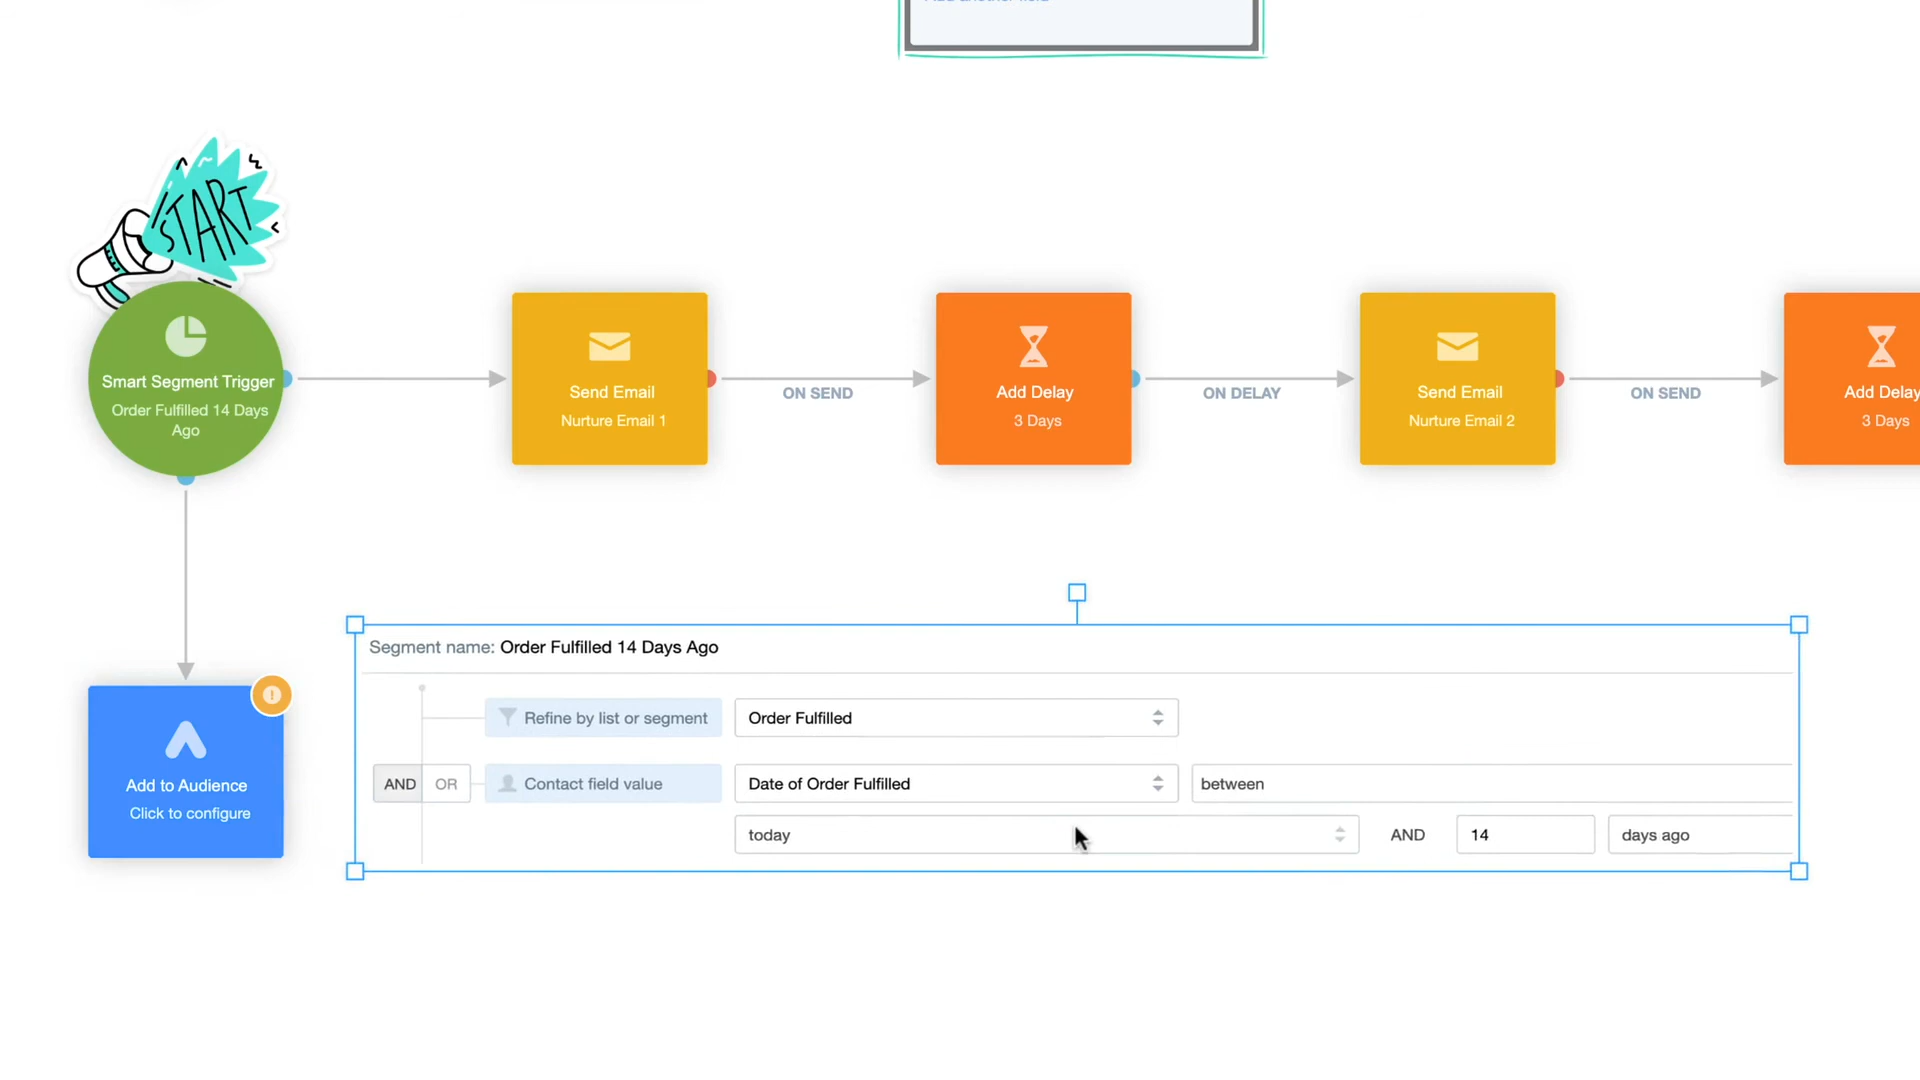 START
Smart Segment Trigger
Order Fulfilled 14 Days
Ago
Send Email
Nurture Email 1
ON SEND
Add Delay
3 Days
ON DELAY
Send Email
Nurture Email 2
ON SEND
Add Delay
3 Days
Segment name: Order Fulfilled 14 Days Ago
Refine by list or segment Order Fulfilled
AND OR Contact field value Date of Order Fulfilled between
today AND 14 days ago
Add to Audience
Click to configure